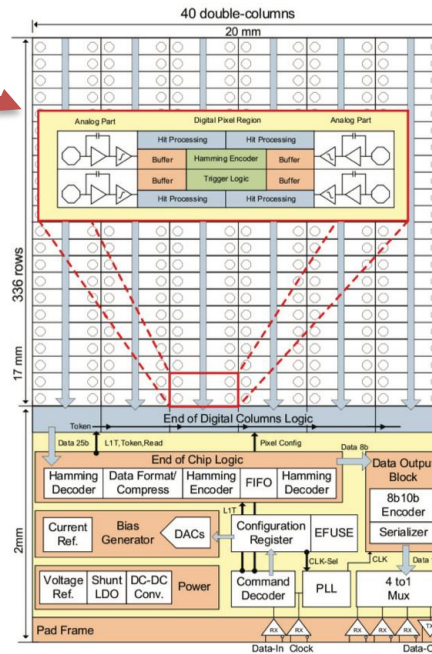 40 double-columns
20 mm
336 rows
17 mm
2mm
Analog Part
Digital Pixel Region
Analog Part
Hit Processing
Hit Processing
Buffer
Hamming Encoder
Buffer
Buffer
Trigger Logic
Buffer
Hit Processing
Hit Processing
End of Digital Columns Logic
Token
Data 25b
L1T,Token,Read
Pixel Config
Data 8b
End of Chip Logic
Hamming
Decoder
Data Format/
Compress
Hamming
Encoder
FIFO
Hamming
Decoder
Data Output
Block
8b10b
Encoder
Serializer
L1T
Current
Ref.
Bias
Generator
DACs
Configuration
Register
EFUSE
CLK-Sel
CLK
Data
Voltage
Ref.
Shunt
LDO
DC-DC
Conv.
Power
Command
Decoder
PLL
4 to1
Mux
Pad Frame
RX
RX
RX
RX
RX
Data-In
Clock